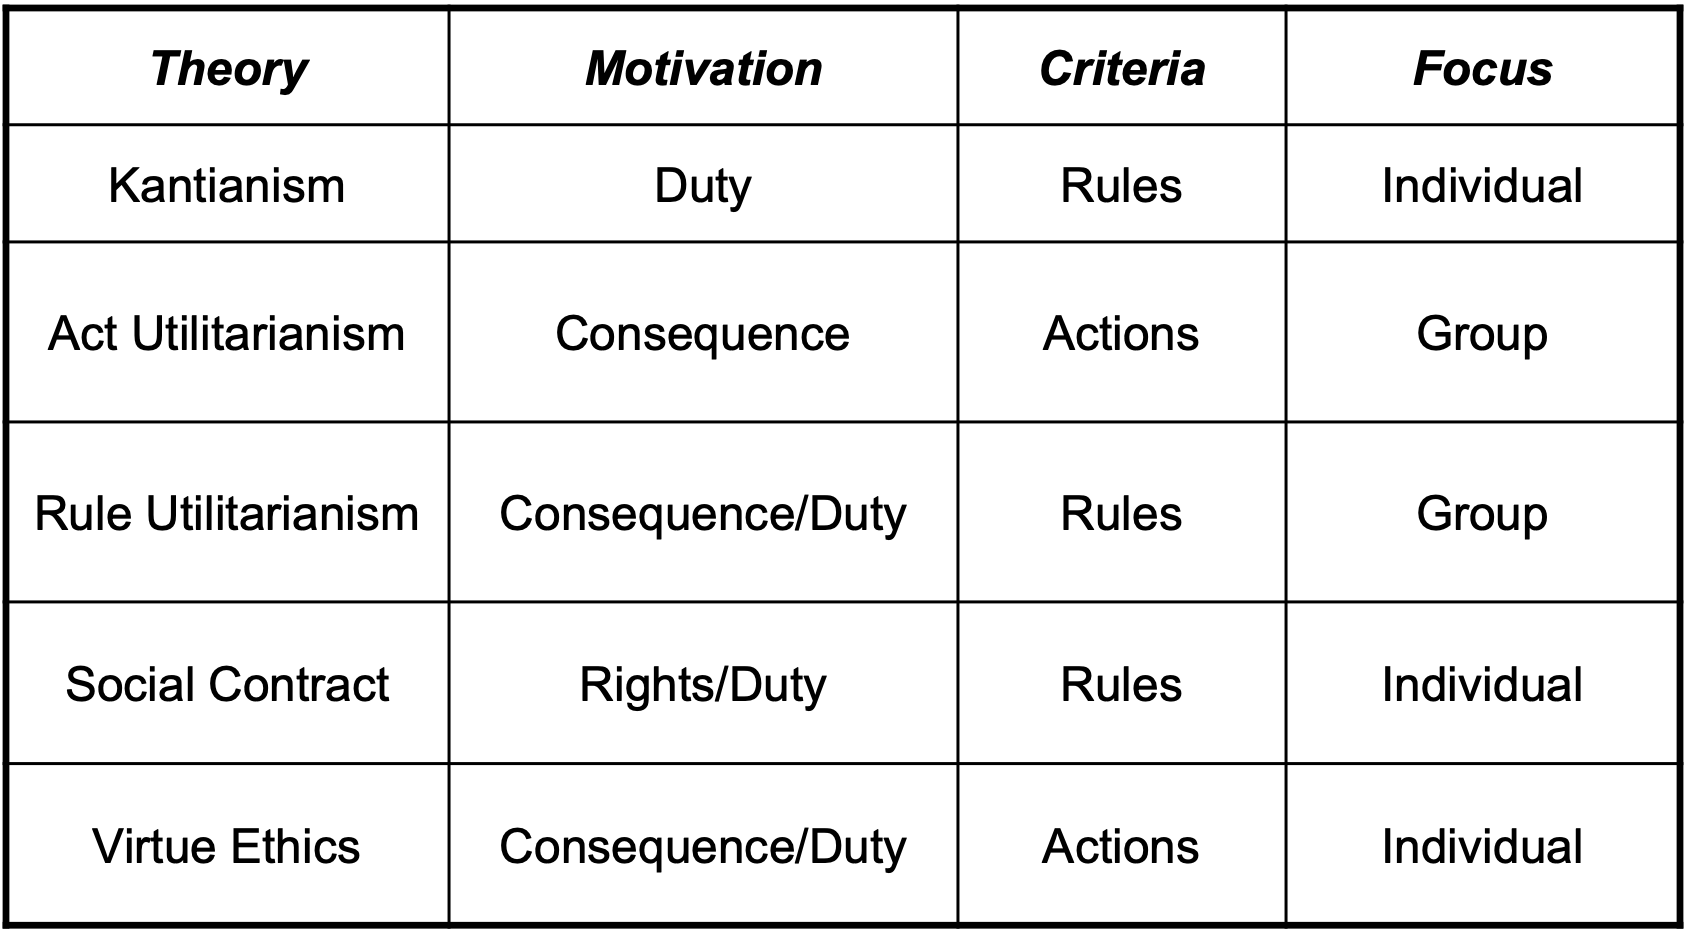 Theory Motivation Criteria Focus
Kantianism Duty Rules Individual
Act Utilitarianism Consequence Actions Group
Rule Utilitarianism Consequence/Duty Rules Group
Social Contract Rights/Duty Rules Individual
Virtue Ethics Consequence/Duty Actions Individual